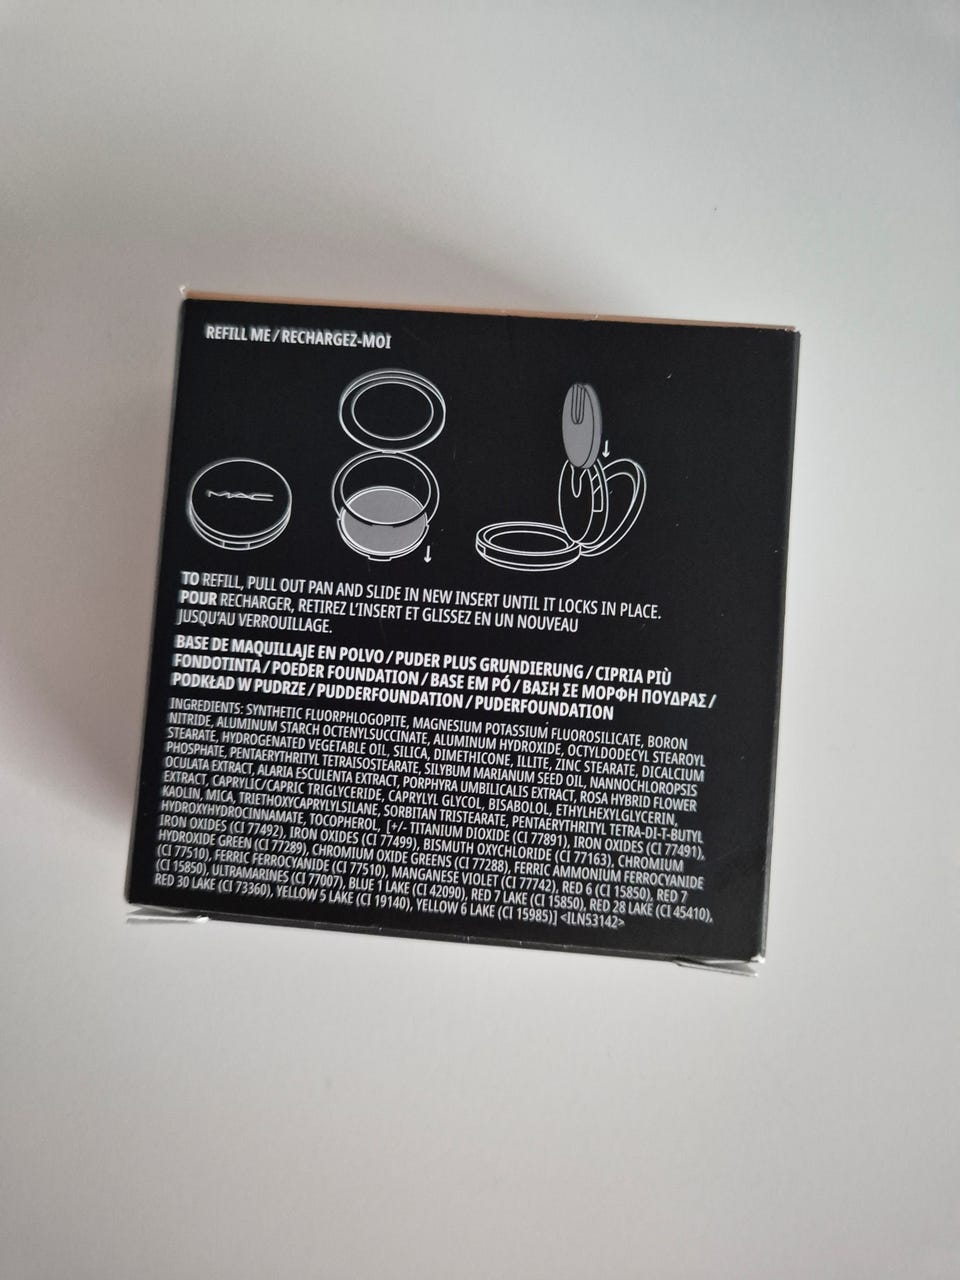 REFILL ME / RECHARGEZ-MOI
MAC
TO REFILL, PULL OUT PAN AND SLIDE IN NEW INSERT UNTIL IT LOCKS IN PLACE.
POUR RECHARGER, RETIREZ L'INSERT ET GLISSEZ EN UN NOUVEAU
JUSQU'AU VERROUILLAGE.
BASE DE MAQUILLAJE EN POLVO / PUDER PLUS GRUNDIERUNG / CIPRIA PIÙ
FONDOTINTA / POEDER FOUNDATION / BASE EM PÓ / ΒΑΣΗ ΣΕ ΜΟΡΦΗ ΠΟΥΔΡΑΣ /
PODKŁAD W PUDRZE / PUDDERFOUNDATION / PUDERFOUNDATION
INGREDIENTS: SYNTHETIC FLUORPHLOGOPITE, MAGNESIUM POTASSIUM FLUOROSILICATE, BORON
NITRIDE, ALUMINUM STARCH OCTENYLSUCCINATE, ALUMINUM HYDROXIDE, OCTYLDODECYL STEAROYL
STEARATE, HYDROGENATED VEGETABLE OIL, SILICA, DIMETHICONE, ILLITE, ZINC STEARATE, DICALCIUM
PHOSPHATE, PENTAERYTHRITYL TETRAISOSTEARATE, SILYBUM MARIANUM SEED OIL, NANNOCHLOROPSIS
OCULATA EXTRACT, ALARIA ESCULENTA EXTRACT, PORPHYRA UMBILICALIS EXTRACT, ROSA HYBRID FLOWER
EXTRACT, CAPRYLIC/CAPRIC TRIGLYCERIDE, CAPRYLYL GLYCOL, BISABOLOL, ETHYLHEXYLGLYCERIN,
KAOLIN, MICA, TRIETHOXYCAPRYLYLSILANE, SORBITAN TRISTEARATE, PENTAERYTHRITYL TETRA-DI-T-BUTYL
HYDROXYHYDROCINNAMATE, TOCOPHEROL, [+/- TITANIUM DIOXIDE (CI 77891), IRON OXIDES (CI 77491),
IRON OXIDES (CI 77492), IRON OXIDES (CI 77499), BISMUTH OXYCHLORIDE (CI 77163), CHROMIUM
HYDROXIDE GREEN (CI 77289), CHROMIUM OXIDE GREENS (CI 77288), FERRIC AMMONIUM FERROCYANIDE
(CI 77510), FERRIC FERROCYANIDE (CI 77510), MANGANESE VIOLET (CI 77742), RED 6 (CI 15850), RED 7
(CI 15850), ULTRAMARINES (CI 77007), BLUE 1 LAKE (CI 42090), RED 7 LAKE (CI 15850), RED 28 LAKE (CI 45410),
RED 30 LAKE (CI 73360), YELLOW 5 LAKE (CI 19140), YELLOW 6 LAKE (CI 15985)] <ILN53142>